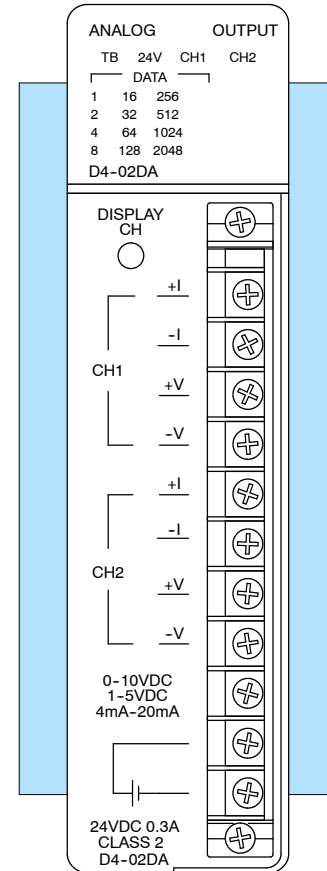 ANALOG OUTPUT
TB 24V CH1 CH2
DATA
1 16 256
2 32 512
4 64 1024
8 128 2048
D4-02DA
DISPLAY
CH
+I
-I
CH1
+V
-V
+I
-I
CH2
+V
-V
0-10VDC
1-5VDC
4mA-20mA
24VDC 0.3A
CLASS 2
D4-02DA